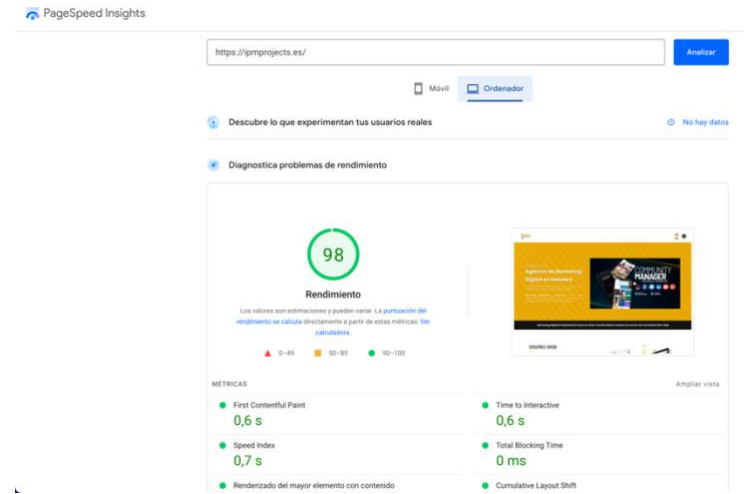 PageSpeed Insights
https://ipmprojects.es/
Analizar
Móvil
Ordenador
Descubre lo que experimentan tus usuarios reales
No hay datos
Diagnostica problemas de rendimiento
98
Rendimiento
Los valores son estimaciones y pueden variar. La puntuación del
rendimiento se calcula directamente a partir de estas métricas. Ver
calculadora.
0–49
50–89
90–100
Agencia de Marketing
Digital en Getafe
COMMUNITY
MANAGER
DISEÑO WEB
MÉTRICAS
Ampliar vista
First Contentful Paint
0,6 s
Time to Interactive
0,6 s
Speed Index
0,7 s
Total Blocking Time
0 ms
Renderizado del mayor elemento con contenido
Cumulative Layout Shift